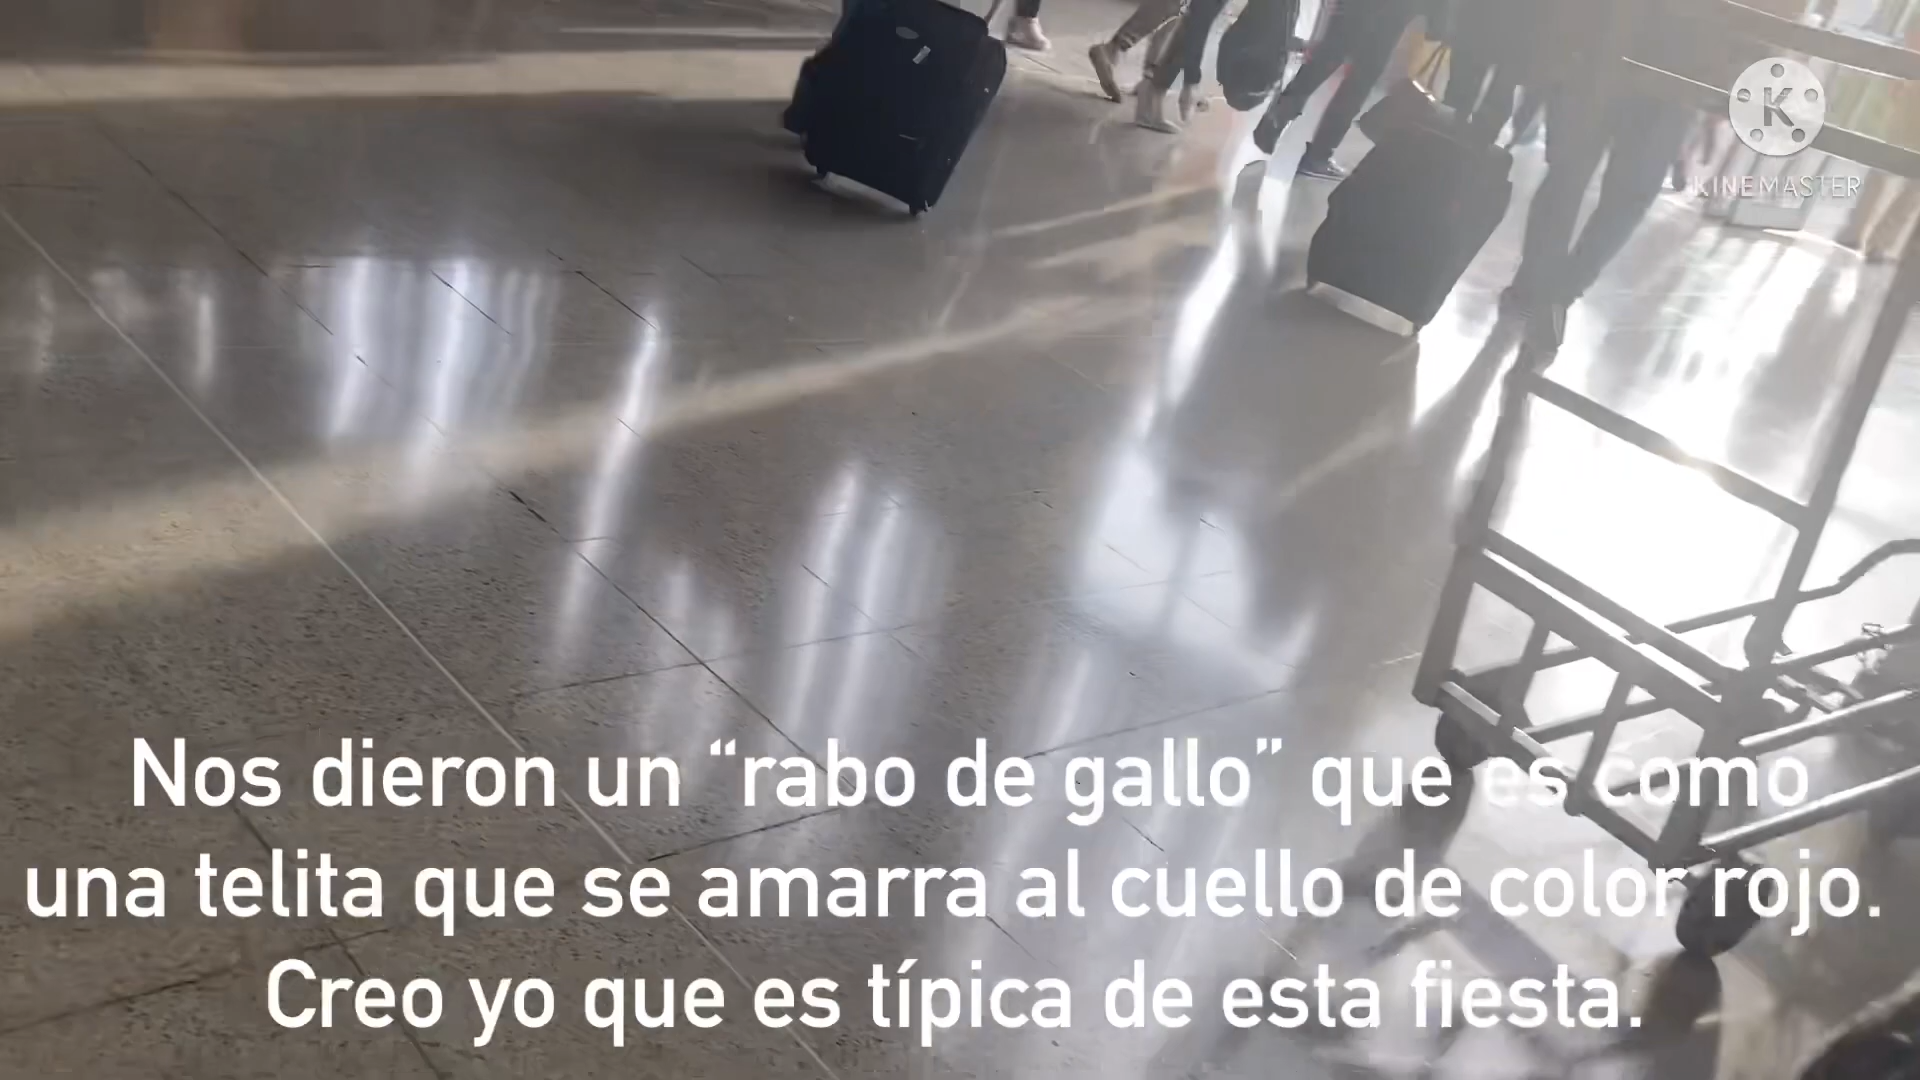 K
KINEMASTER
Nos dieron un “rabo de gallo” que es como
una telita que se amarra al cuello de color rojo.
Creo yo que es típica de esta fiesta.